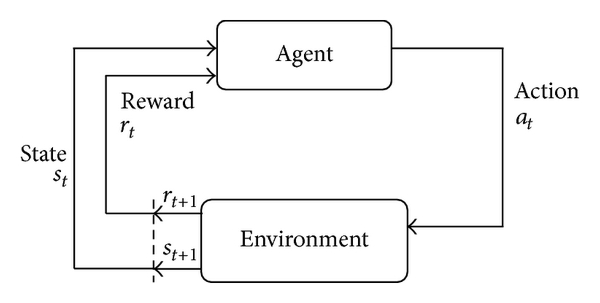 Agent
Reward
r_t
Action
a_t
State
s_t
r_{t+1}
s_{t+1}
Environment